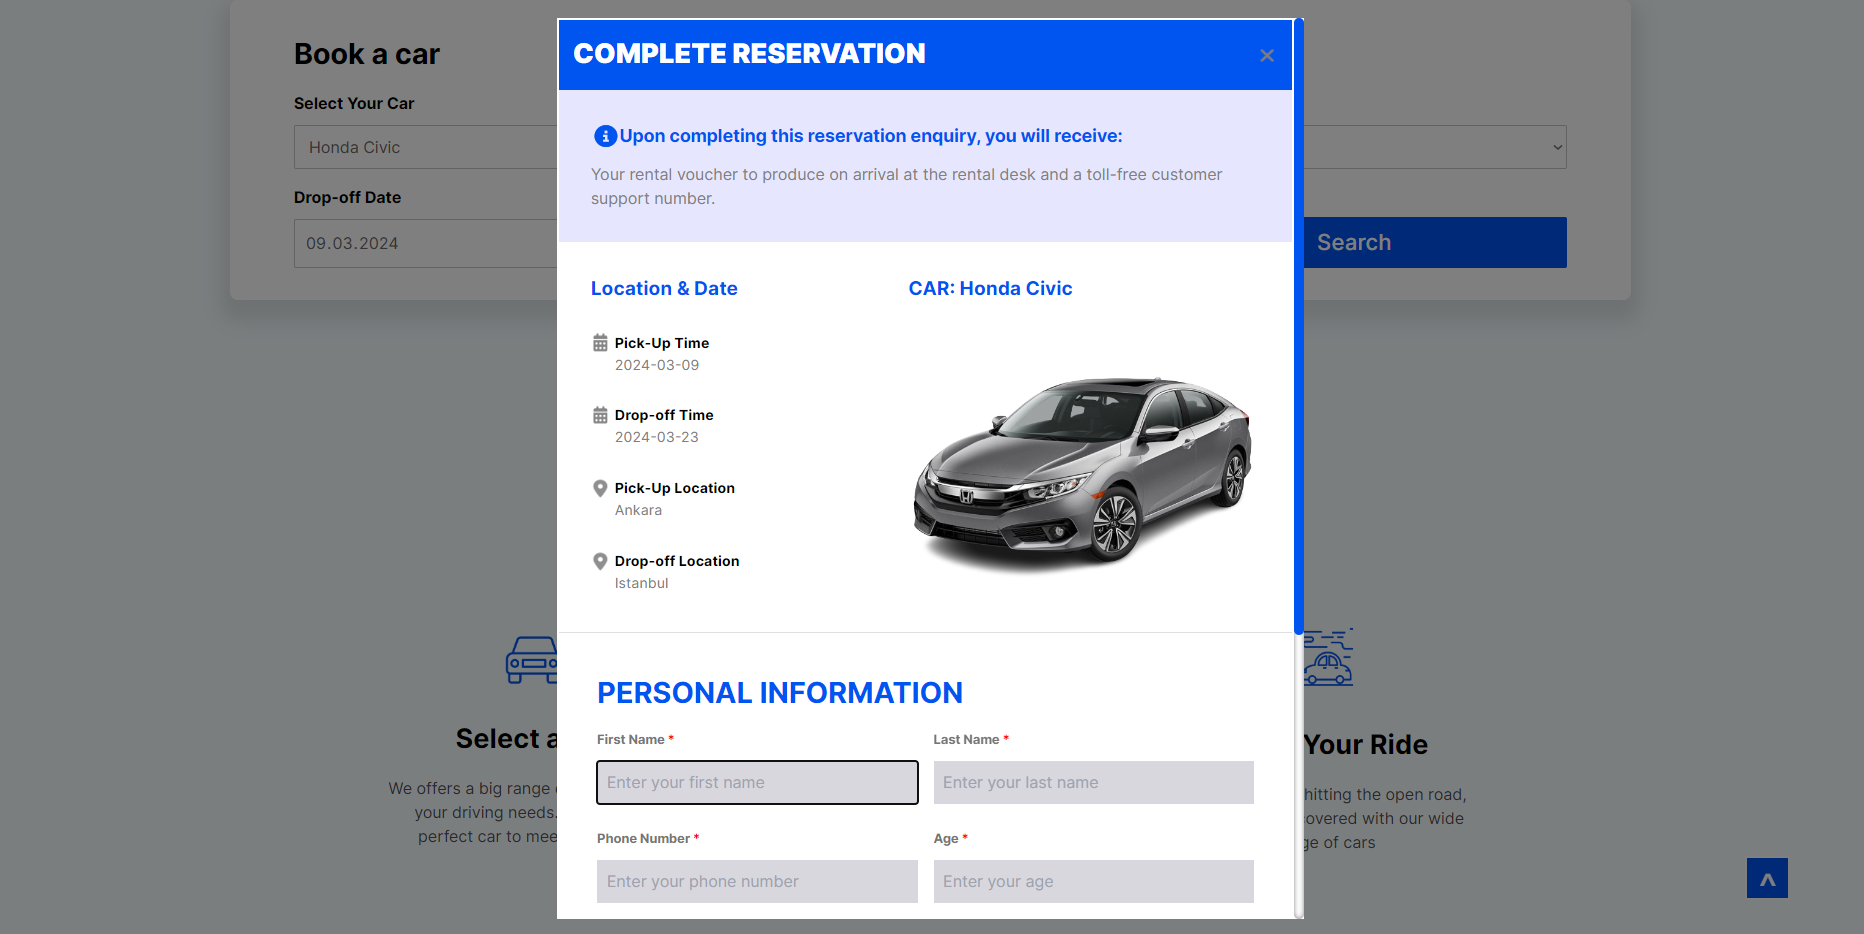 Book a car
Select Your Car
Honda Civic
Drop-off Date
09.03.2024
Search
COMPLETE RESERVATION
Upon completing this reservation enquiry, you will receive:
Your rental voucher to produce on arrival at the rental desk and a toll-free customer
support number.
Location & Date
Pick-Up Time
2024-03-09
Drop-off Time
2024-03-23
Pick-Up Location
Ankara
Drop-off Location
Istanbul
CAR: Honda Civic
PERSONAL INFORMATION
First Name *
Enter your first name
Last Name *
Enter your last name
Phone Number *
Enter your phone number
Age *
Enter your age
Select a
We offers a big range
your driving needs.
perfect car to mee
Your Ride
hitting the open road,
covered with our wide
ge of cars